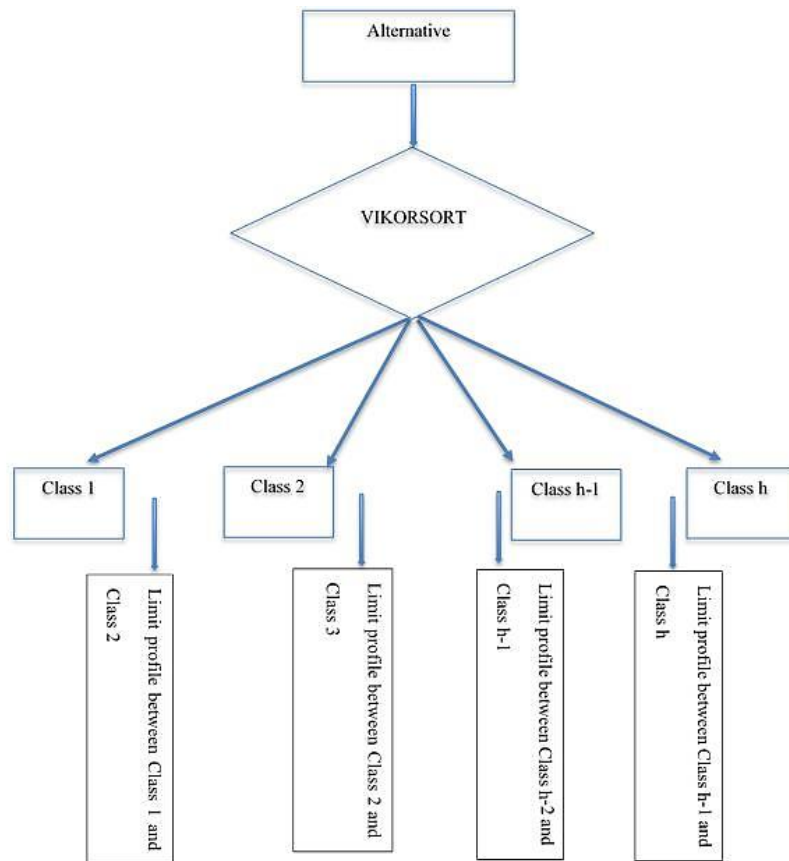 Alternative
VIKORSORT
Class 1
Class 2
Class h-1
Class h
Limit profile between Class 1 and
Class 2
Limit profile between Class 2 and
Class 3
Limit profile between Class h-2 and
Class h-1
Limit profile between Class h-1 and
Class h